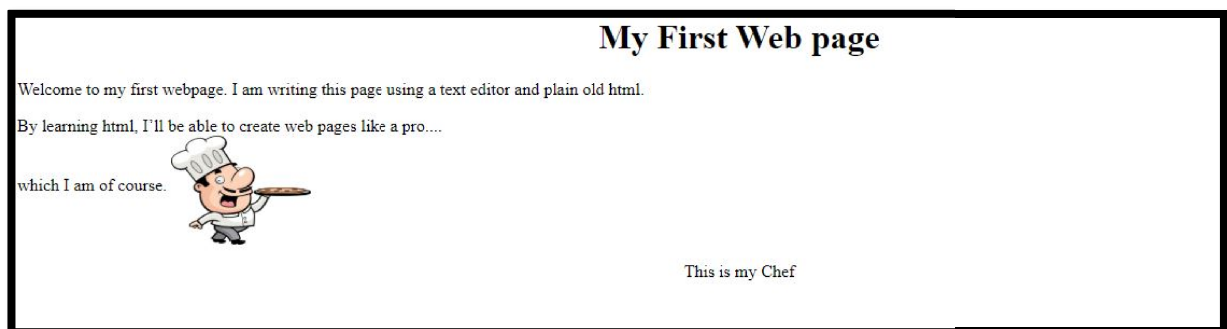 My First Web page
Welcome to my first webpage. I am writing this page using a text editor and plain old html.
By learning html, I’ll be able to create web pages like a pro....
which I am of course.
This is my Chef